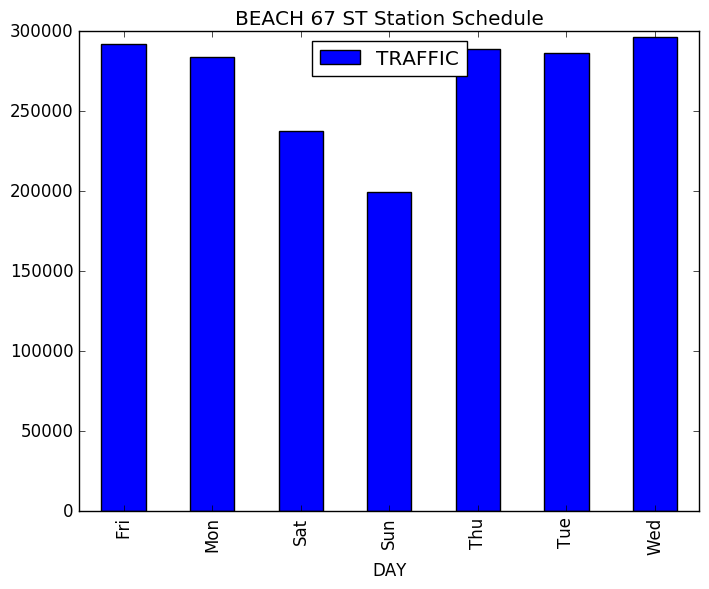 BEACH 67 ST Station Schedule
TRAFFIC
300000
250000
200000
150000
100000
50000
0
Fri
Mon
Sat
Sun
Thu
Tue
Wed
DAY